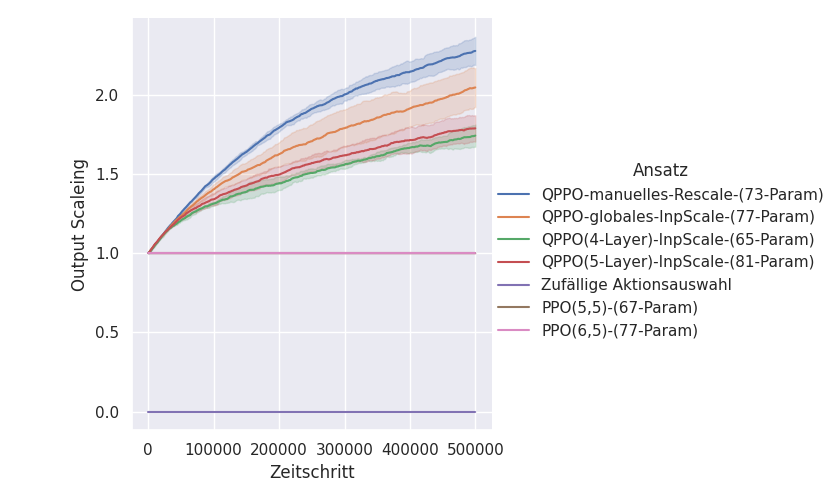 2.0
1.5
1.0
0.5
0.0
Output Scaleing
0 100000 200000 300000 400000 500000
Zeitschritt
Ansatz
QPPO-manuelles-Rescale-(73-Param)
QPPO-globales-InpScale-(77-Param)
QPPO(4-Layer)-InpScale-(65-Param)
QPPO(5-Layer)-InpScale-(81-Param)
Zufällige Aktionsauswahl
PPO(5,5)-(67-Param)
PPO(6,5)-(77-Param)